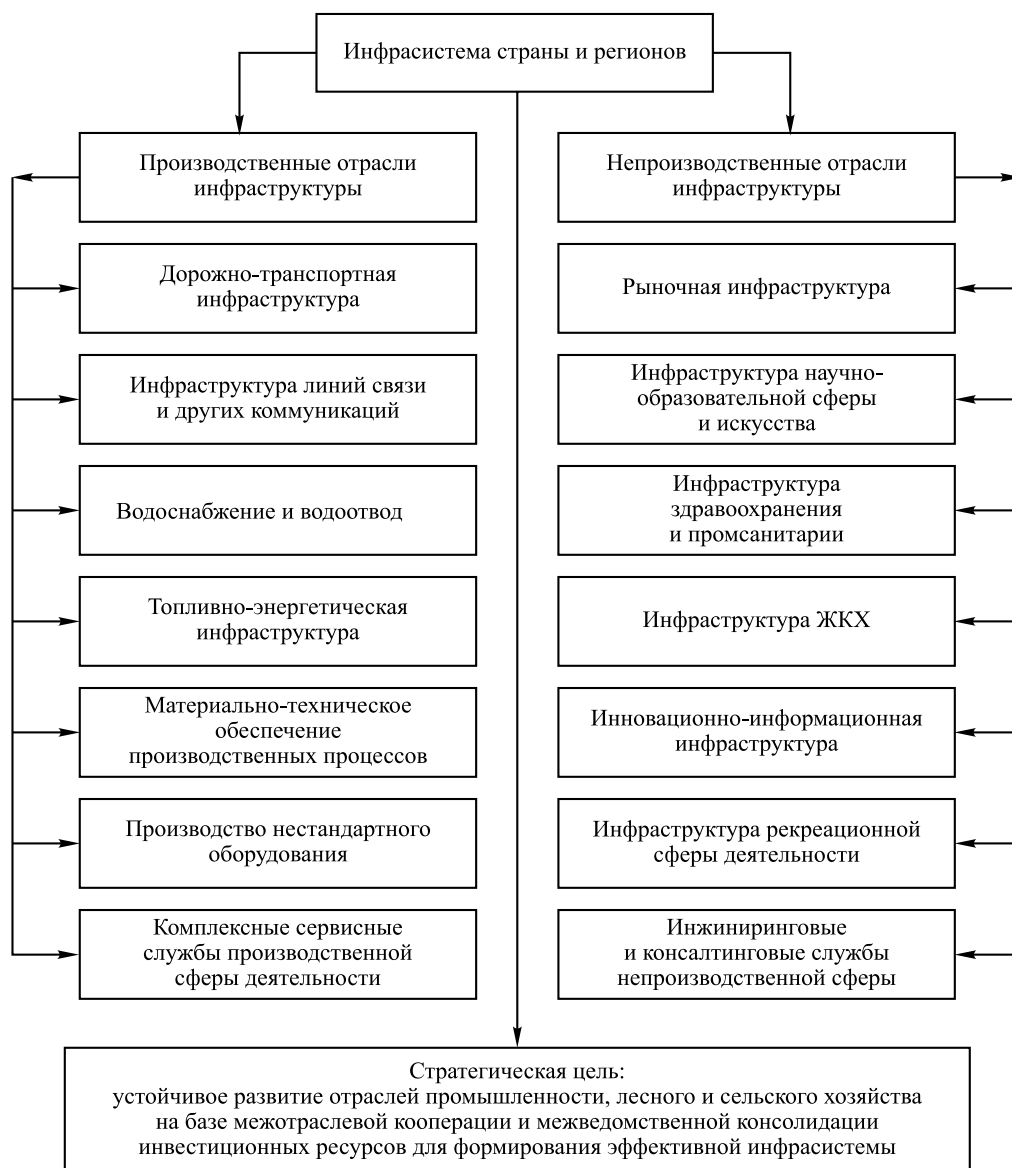 Инфрасистема страны и регионов
Производственные отрасли
инфраструктуры
Непроизводственные отрасли
инфраструктуры
Дорожно-транспортная
инфраструктура
Рыночная инфраструктура
Инфраструктура линий связи
и других коммуникаций
Инфраструктура научно-
образовательной сферы
и искусства
Водоснабжение и водоотвод
Инфраструктура
здравоохранения
и промсанитарии
Топливно-энергетическая
инфраструктура
Инфраструктура ЖКХ
Материально-техническое
обеспечение
производственных процессов
Инновационно-информационная
инфраструктура
Производство нестандартного
оборудования
Инфраструктура рекреационной
сферы деятельности
Комплексные сервисные
службы производственной
сферы деятельности
Инжиниринговые
и консалтинговые службы
непроизводственной сферы
Стратегическая цель:
устойчивое развитие отраслей промышленности, лесного и сельского хозяйства
на базе межотраслевой кооперации и межведомственной консолидации
инвестиционных ресурсов для формирования эффективной инфрасистемы